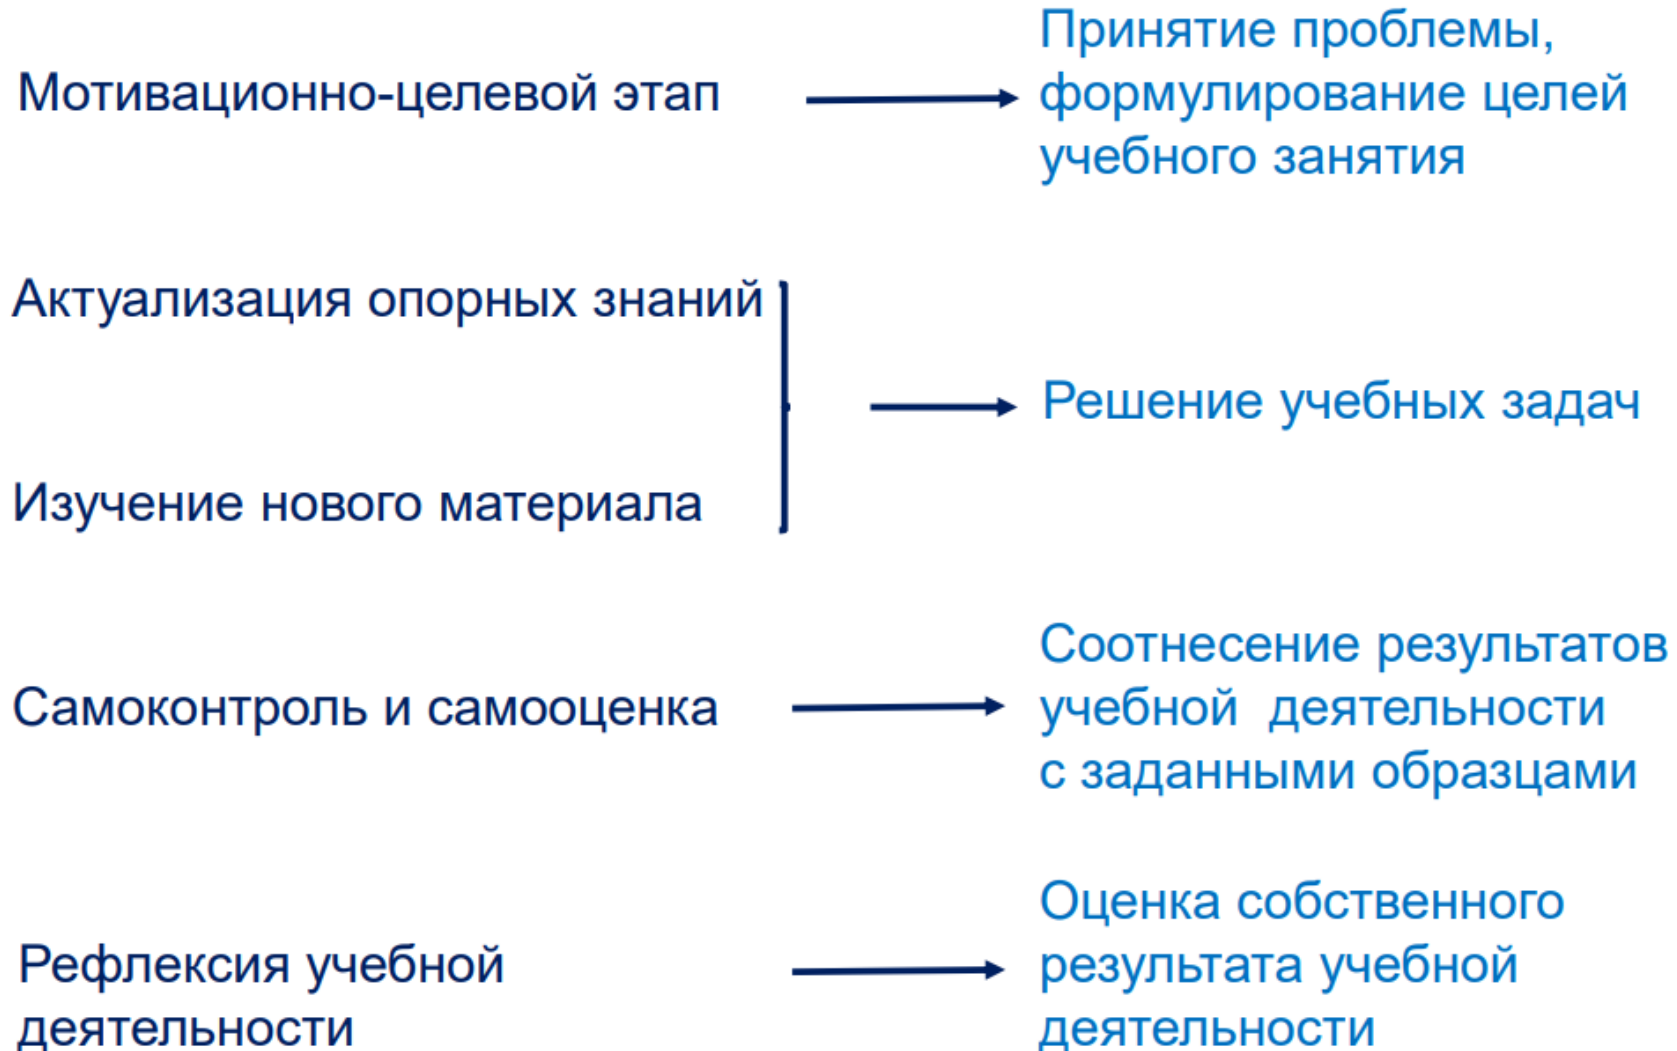 Мотивационно-целевой этап
Принятие проблемы,
формулирование целей
учебного занятия
Актуализация опорных знаний
Изучение нового материала
Решение учебных задач
Самоконтроль и самооценка
Соотнесение результатов
учебной  деятельности
с заданными образцами
Рефлексия учебной
деятельности
Оценка собственного
результата учебной
деятельности